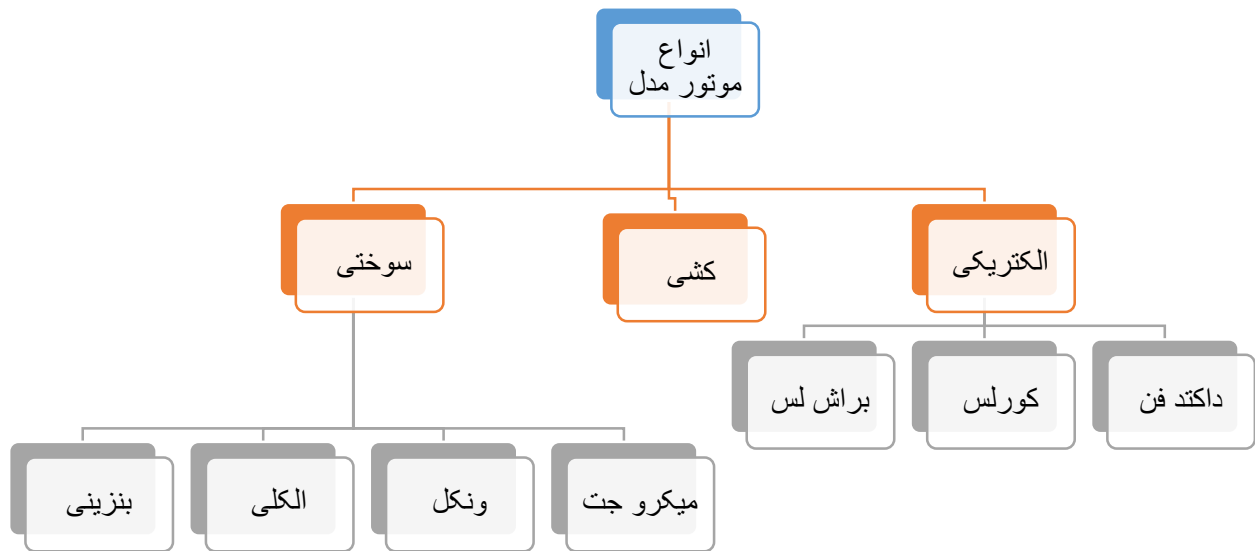 انواع
موتور مدل
الکتریکی
کشی
سوختی
داکتد فن
کورلس
براش لس
میکرو جت
ونکل
الکلی
بنزینی